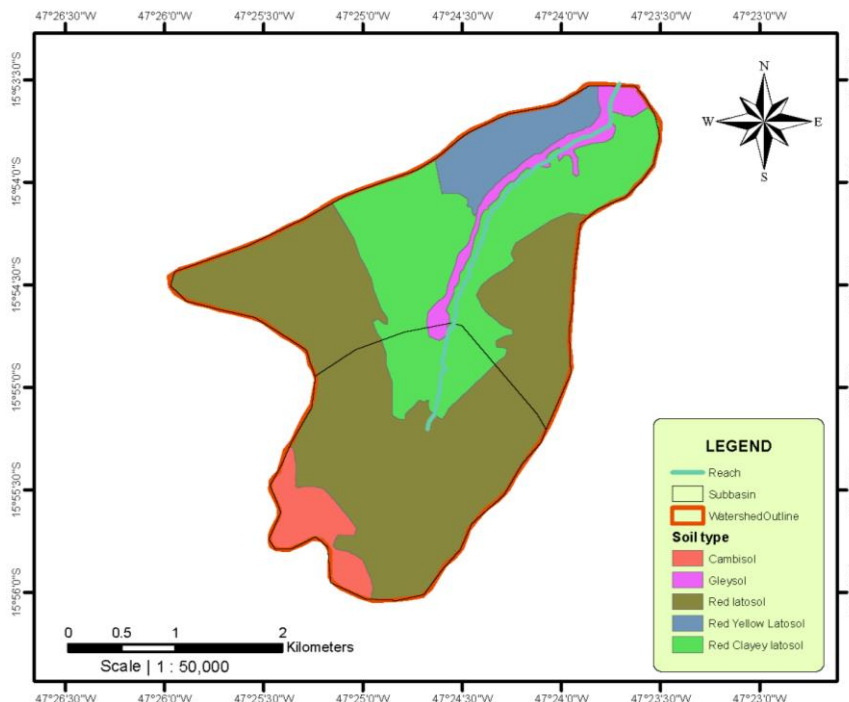 47°26'30"W 47°26'0"W 47°25'30"W 47°25'0"W 47°24'30"W 47°24'0"W 47°23'30"W 47°23'0"W
15°53'30"S
15°54'0"S
15°54'30"S
15°55'0"S
15°55'30"S
15°56'0"S
N
W E
S
LEGEND
Reach
Subbasin
WatershedOutline
Soil type
Cambisol
Gleysol
Red latosol
Red Yellow Latosol
Red Clayey latosol
0 0.5 1 2
Kilometers
Scale | 1 : 50,000
47°26'30"W 47°26'0"W 47°25'30"W 47°25'0"W 47°24'30"W 47°24'0"W 47°23'30"W 47°23'0"W